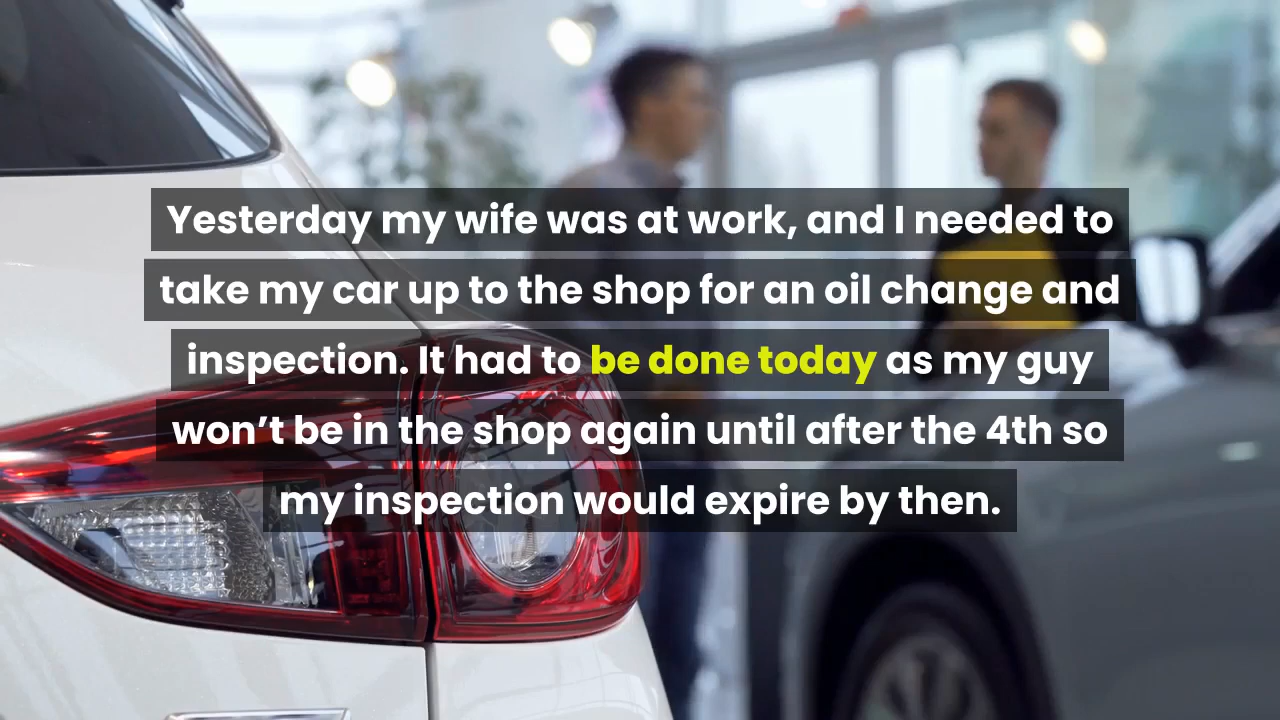 Yesterday my wife was at work, and I needed to
take my car up to the shop for an oil change and
inspection. It had to be done today as my guy
won’t be in the shop again until after the 4th so
my inspection would expire by then.